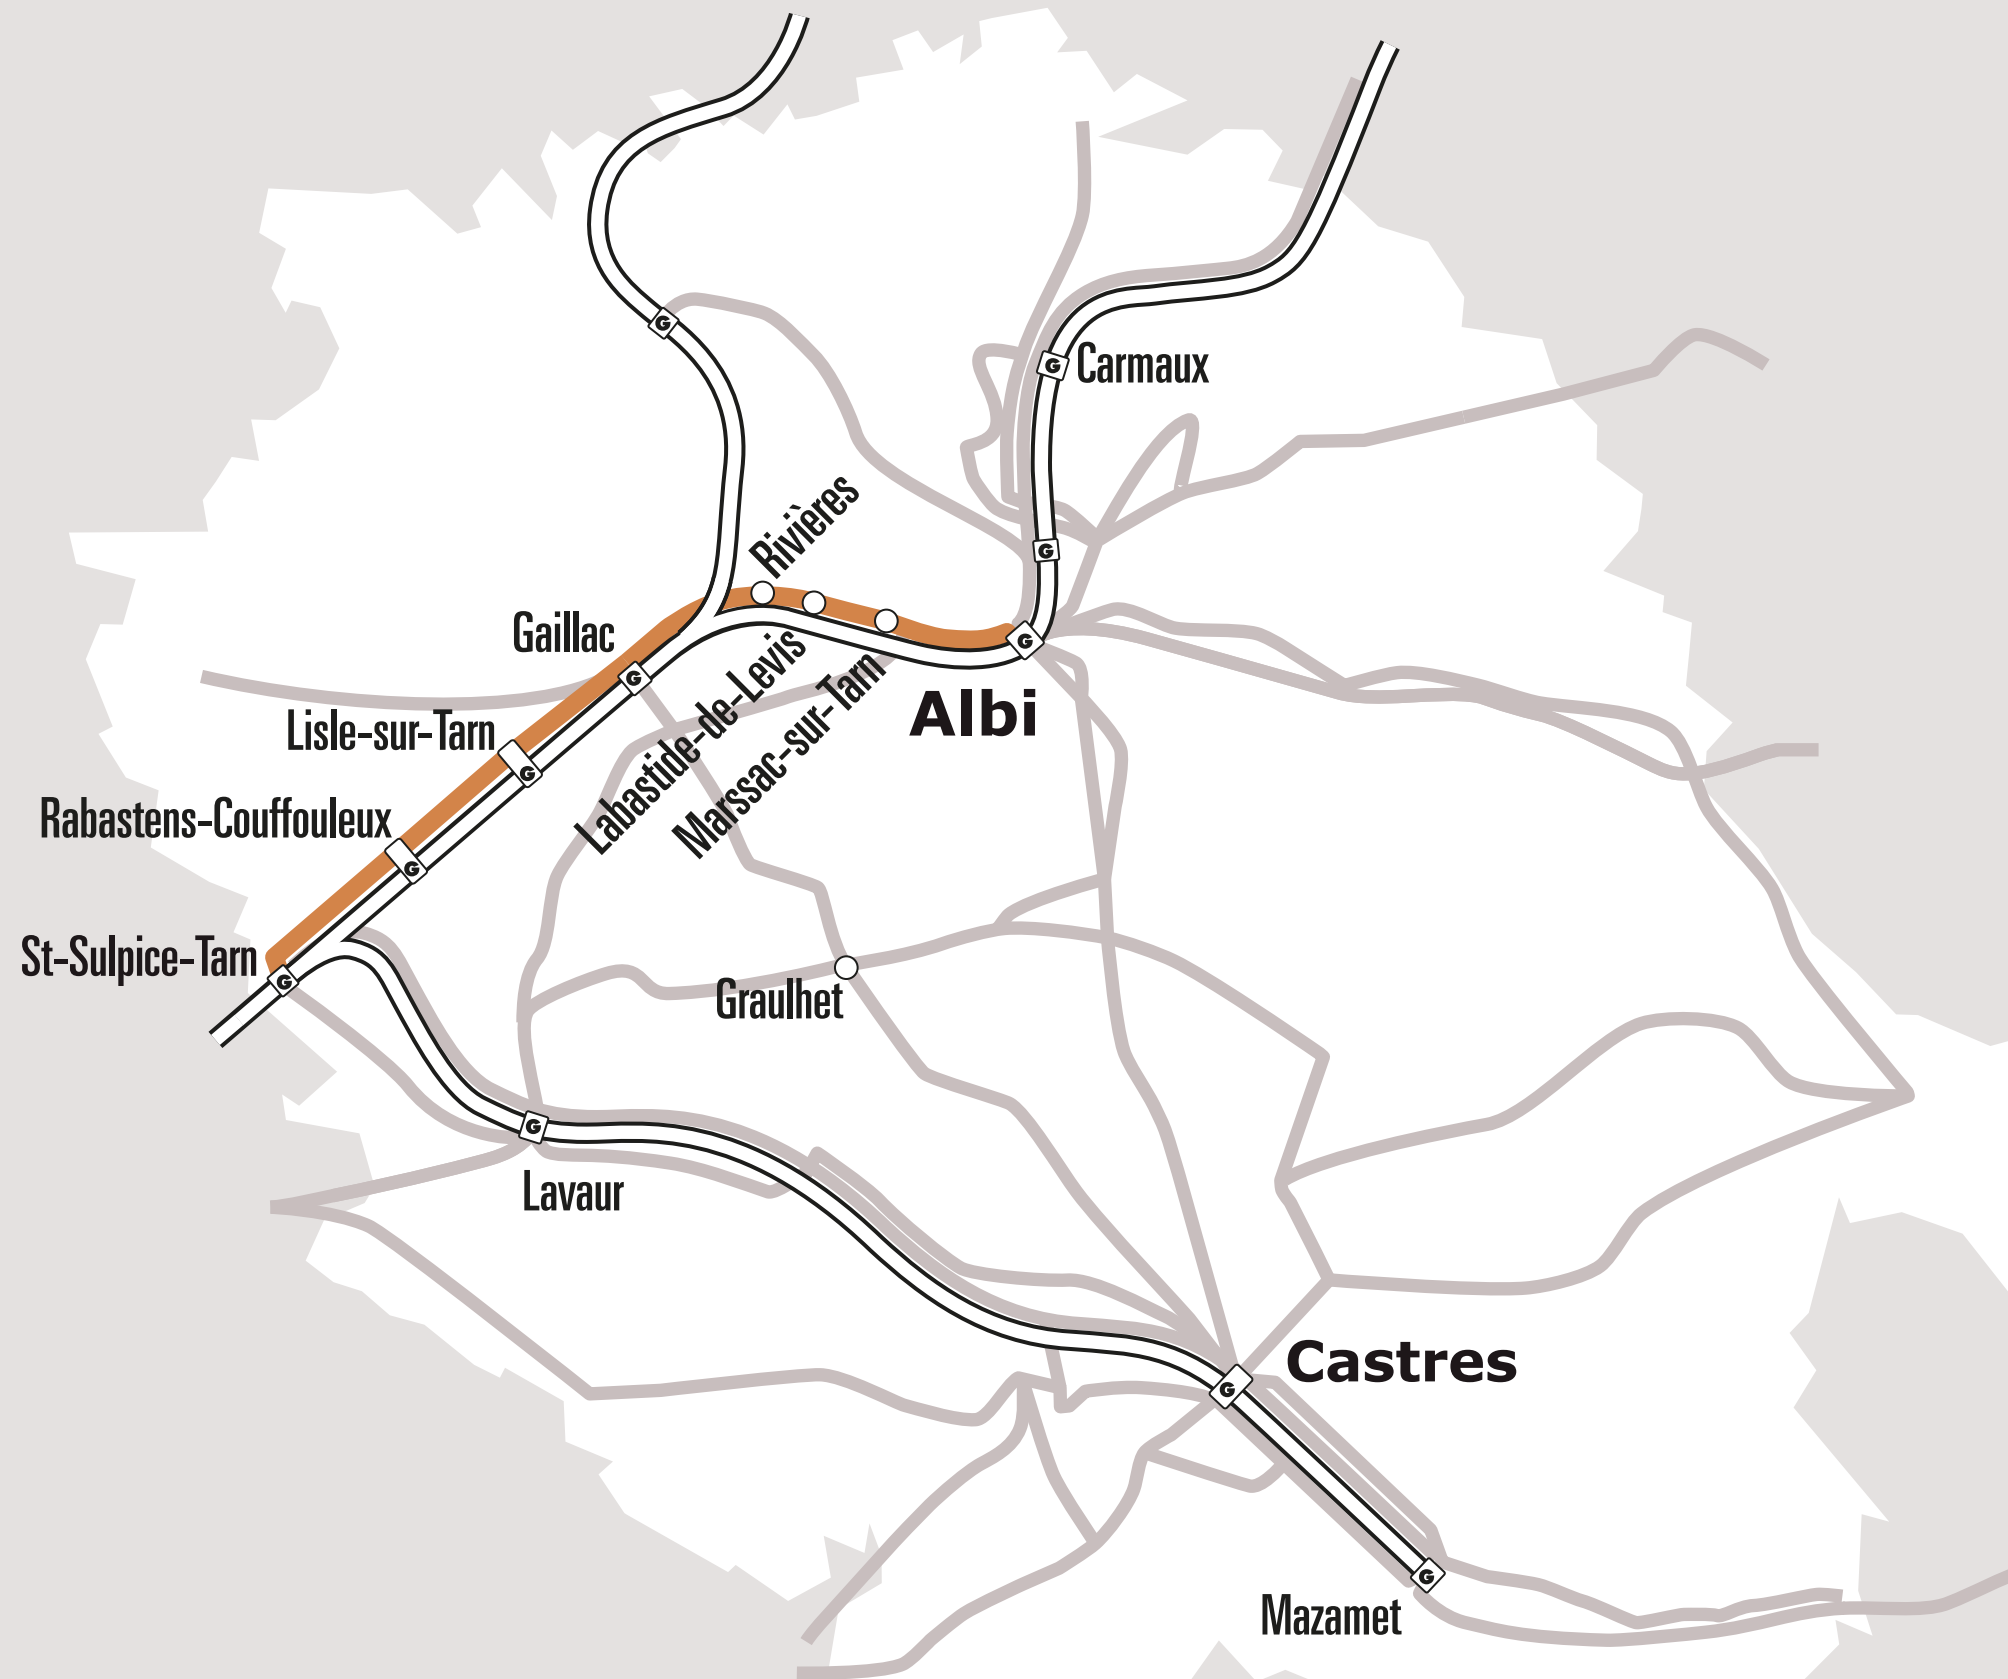 G
G
Carmaux
Rivières
G
Gaillac
G
G
Albi
Lisle-sur-Tarn
G
Labastide-de-Levis
Marssac-sur-Tarn
Rabastens-Couffouleux
G
St-Sulpice-Tarn
G
Graulhet
G
Lavaur
Castres
G
G
Mazamet